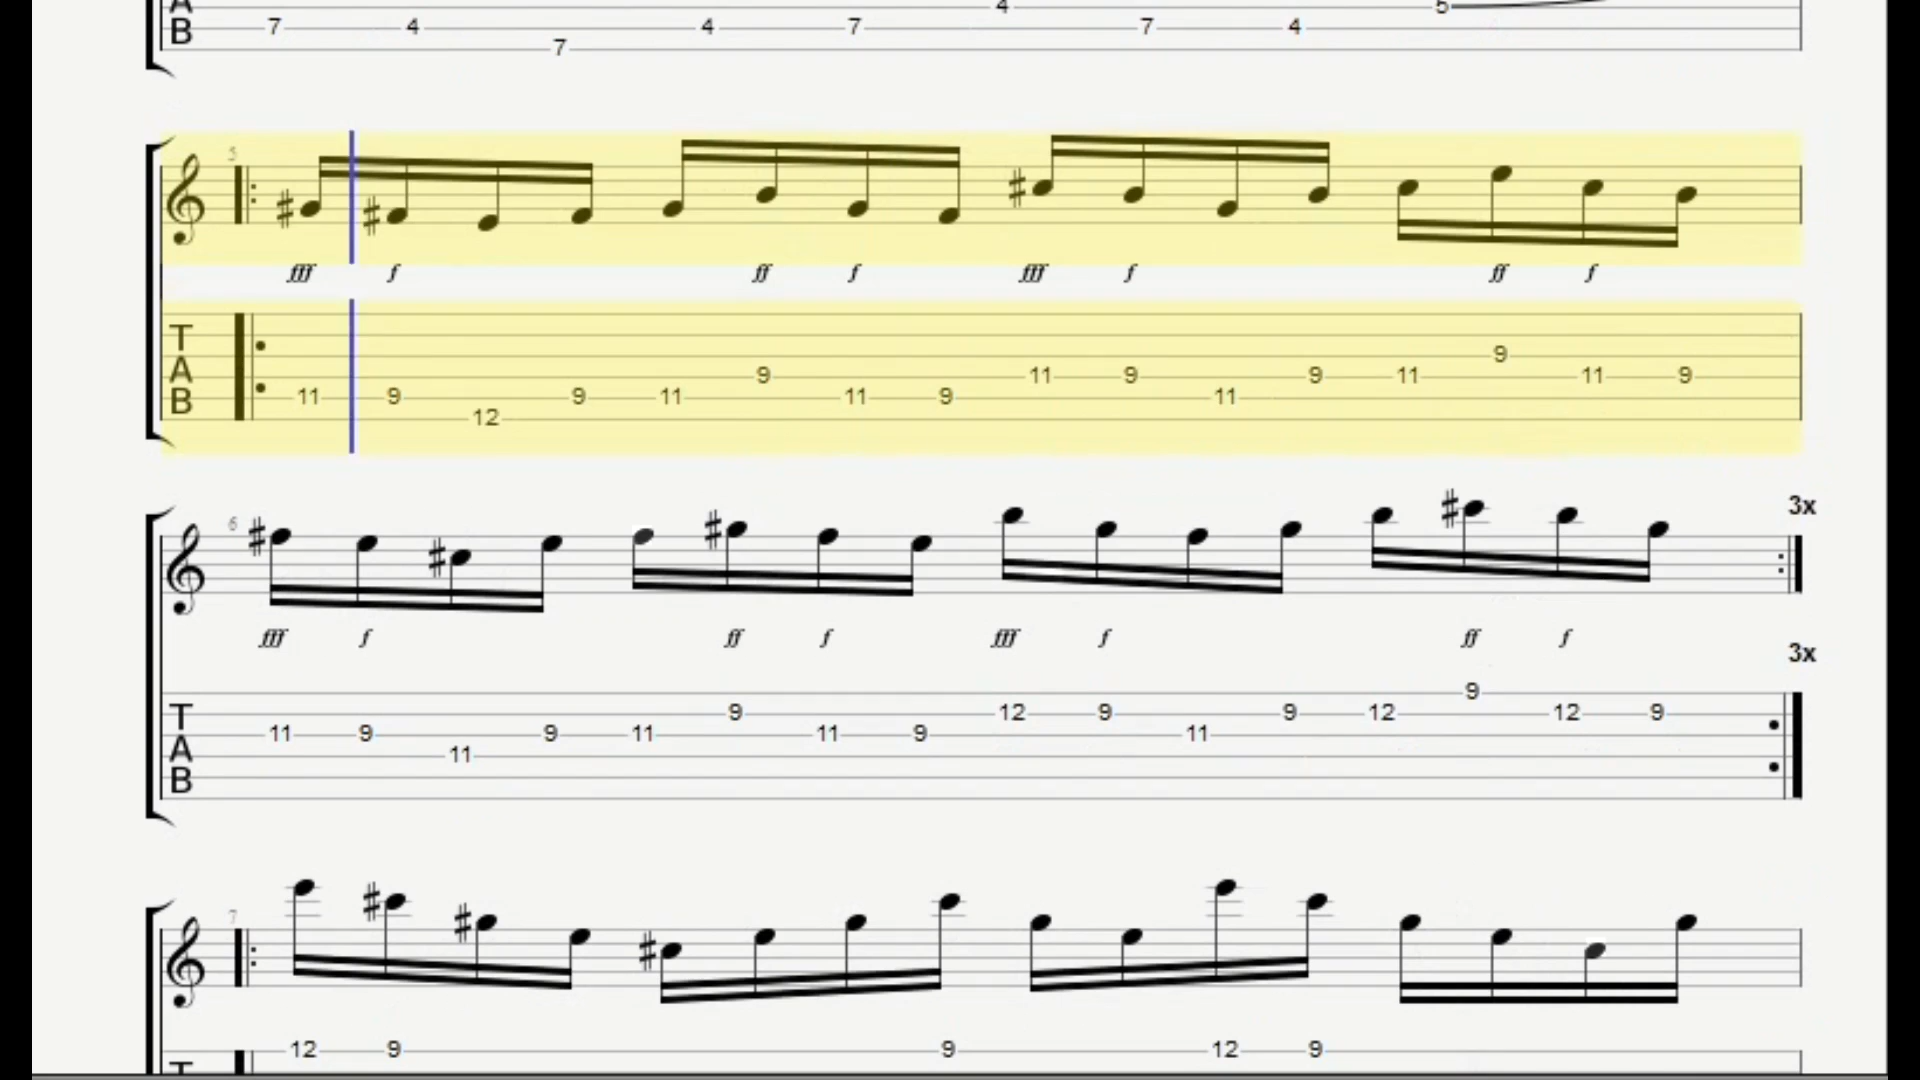 A 4 5
B 7 4 4 7 7 4
7
5
fff f ff f fff f ff f
T
9
A 9 11 9 9 11 11 9
B 11 9 9 11 11 9 11
12
6 3x
fff f ff f fff f ff f
3x
9
T 9 12 9 9 12 12 9
11 9 9 11 11 9 11
A 11
B
7
12 9 9 12 9
T